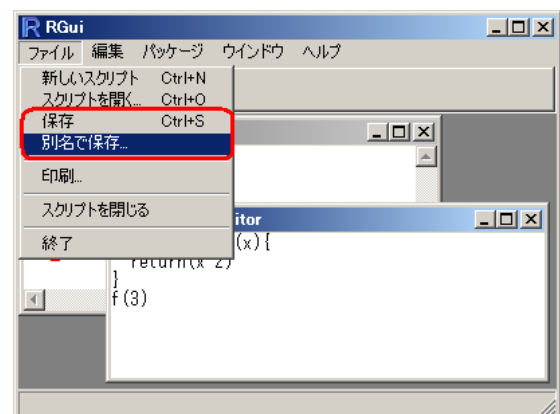 RGui
ファイル 編集 パッケージ ウインドウ ヘルプ
新しいスクリプト Ctrl+N
スクリプトを開く... Ctrl+O
保存 Ctrl+S
別名で保存...
印刷...
スクリプトを閉じる
終了
itor
(x){
}
f(3)